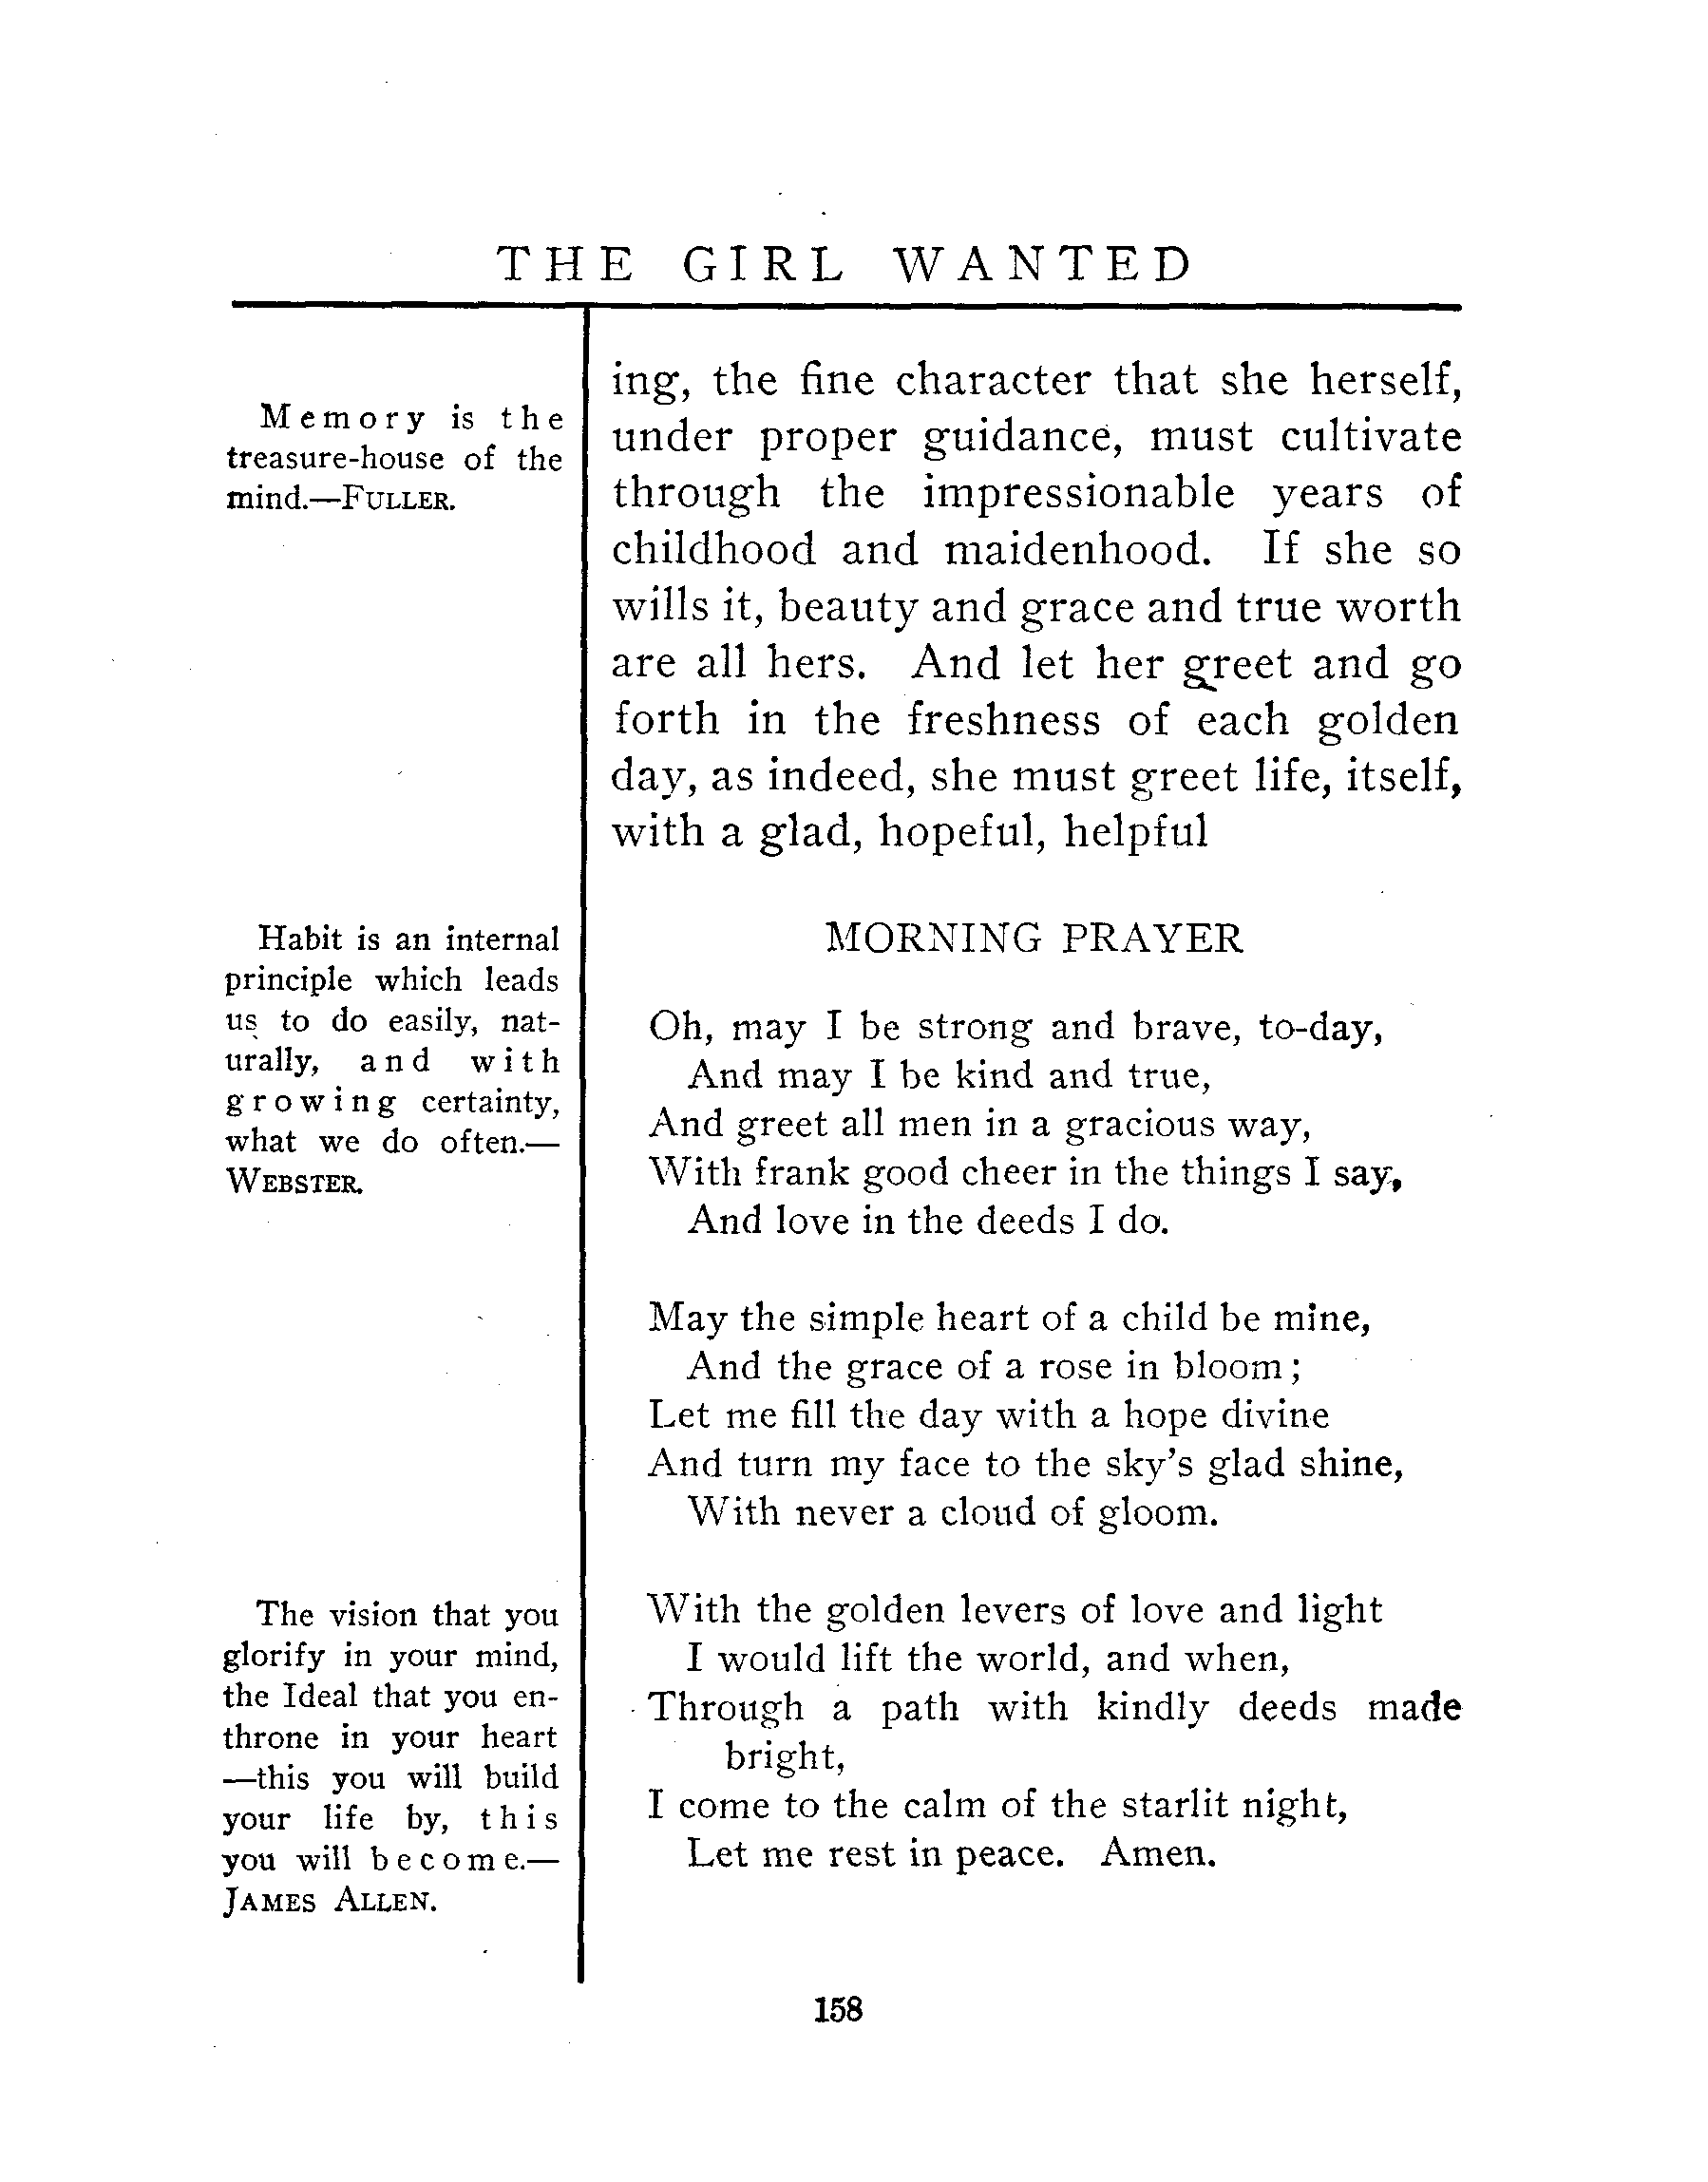 THE GIRL WANTED
Memory is the
treasure-house of the
mind.—FULLER.
Habit is an internal
principle which leads
us to do easily, nat-
urally, and with
growing certainty,
what we do often.—
WEBSTER.
The vision that you
glorify in your mind,
the Ideal that you en-
throne in your heart
—this you will build
your life by, this
you will become.—
JAMES ALLEN.
ing, the fine character that she herself,
under proper guidance, must cultivate
through the impressionable years of
childhood and maidenhood. If she so
wills it, beauty and grace and true worth
are all hers. And let her greet and go
forth in the freshness of each golden
day, as indeed, she must greet life, itself,
with a glad, hopeful, helpful
MORNING PRAYER
Oh, may I be strong and brave, to-day,
And may I be kind and true,
And greet all men in a gracious way,
With frank good cheer in the things I say,
And love in the deeds I do.
May the simple heart of a child be mine,
And the grace of a rose in bloom;
Let me fill the day with a hope divine
And turn my face to the sky's glad shine,
With never a cloud of gloom.
With the golden levers of love and light
I would lift the world, and when,
Through a path with kindly deeds made
bright,
I come to the calm of the starlit night,
Let me rest in peace. Amen.
158